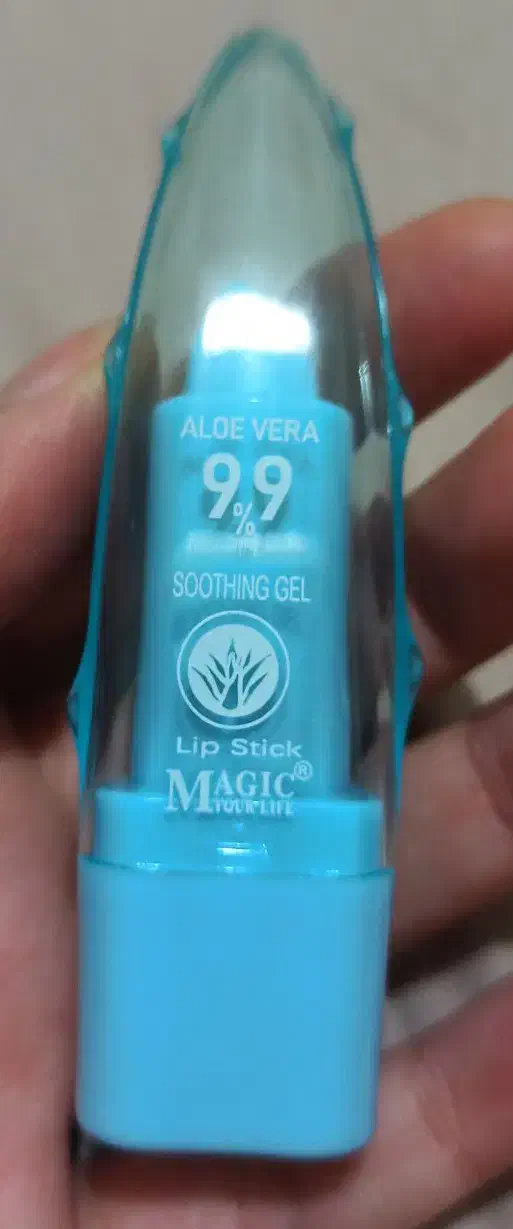 ALOE VERA
99%
SOOTHING GEL
Lip Stick
MAGIC®
YOUR LIFE